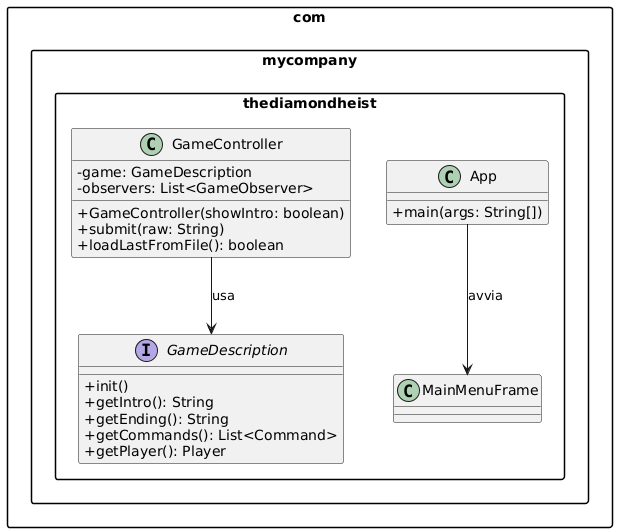 com
mycompany
thediamondheist
C GameController
-game: GameDescription
-observers: List<GameObserver>
+GameController(showIntro: boolean)
+submit(raw: String)
+loadLastFromFile(): boolean
C App
+main(args: String[])
usa
avvia
I GameDescription
+init()
+getIntro(): String
+getEnding(): String
+getCommands(): List<Command>
+getPlayer(): Player
C MainMenuFrame